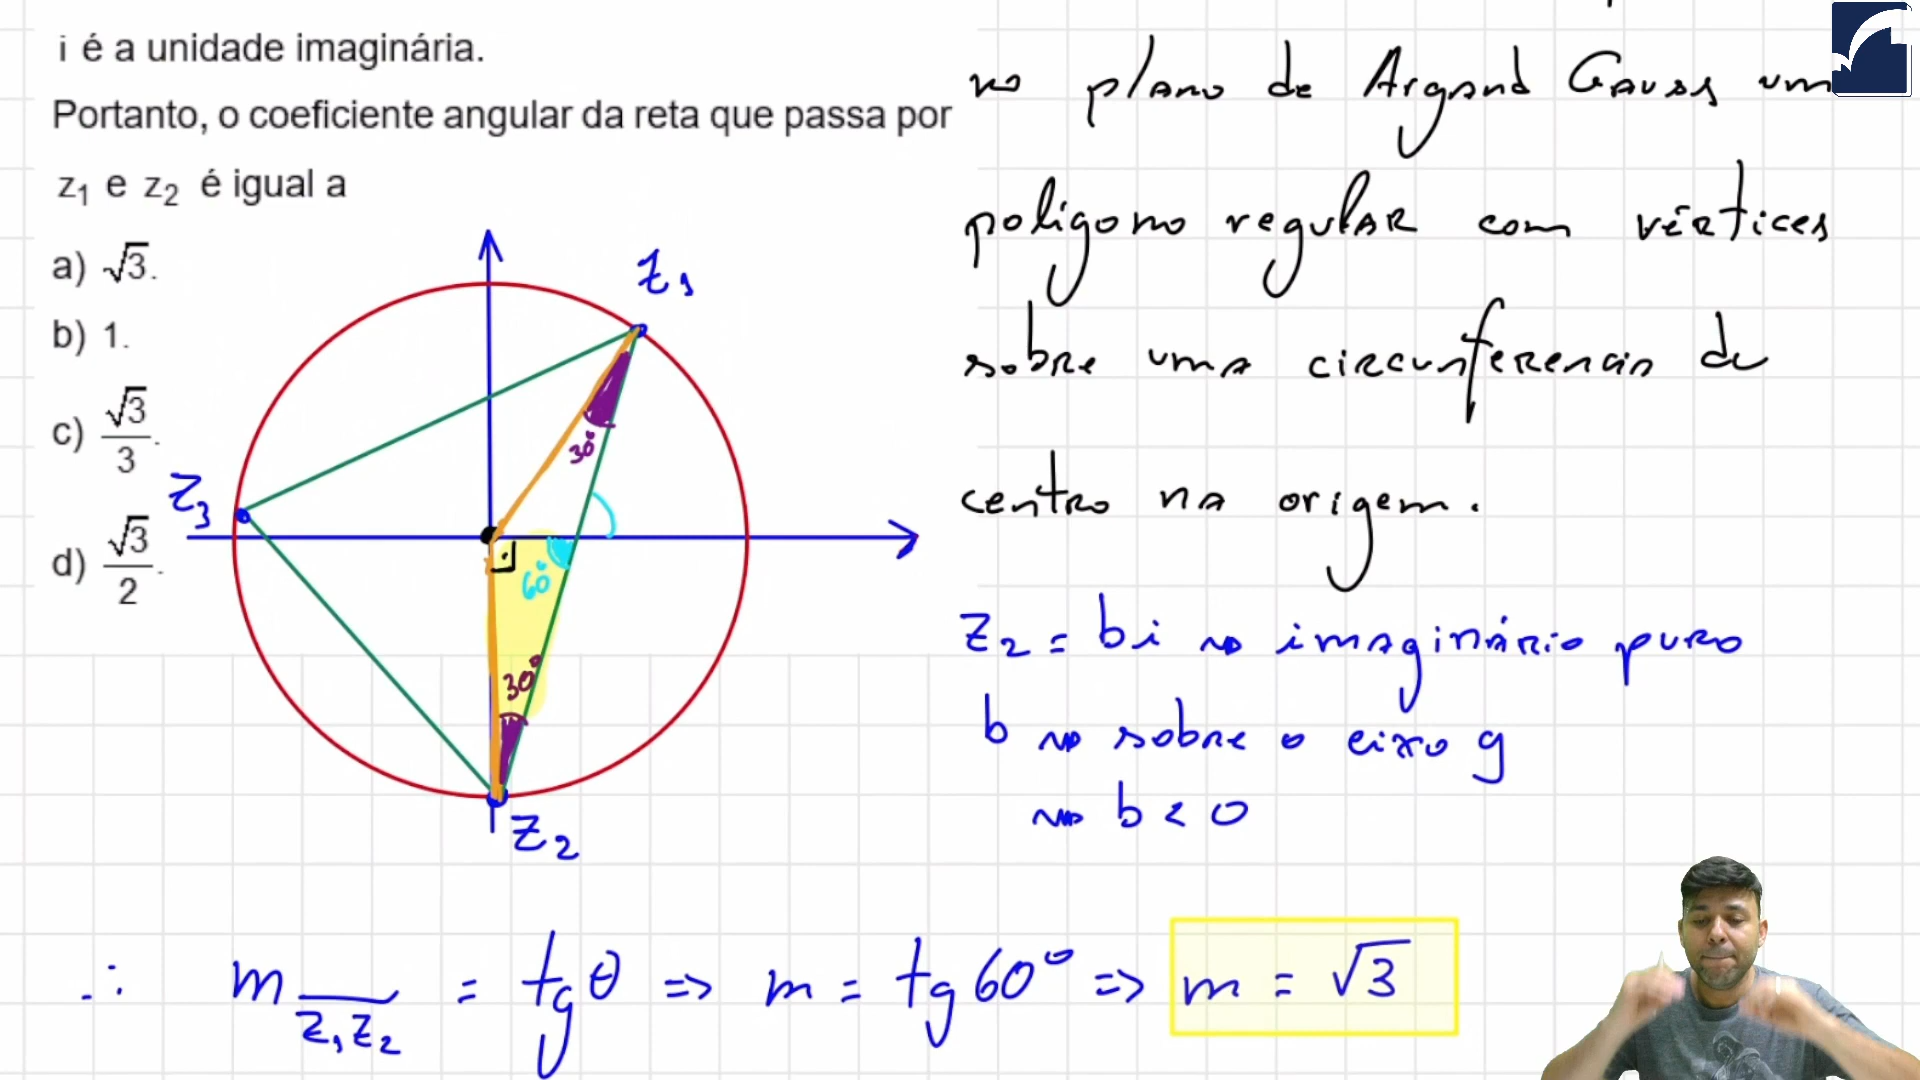 i é a unidade imaginária.
Portanto, o coeficiente angular da reta que passa por
z₁ e z₂ é igual a
a) √3.
b) 1.
c) √3/3.
d) √3/2.
z₁
z₃
z₂
30°
60°
30°
no plano de Argand Gauss um
polígono regular com vértices
sobre uma circunferencia de
centro na origem.
z₂ = bi → imaginário puro
b → sobre o eixo y
→ b < 0
∴ m z₁z₂ = tg θ ⇒ m = tg 60° ⇒ m = √3